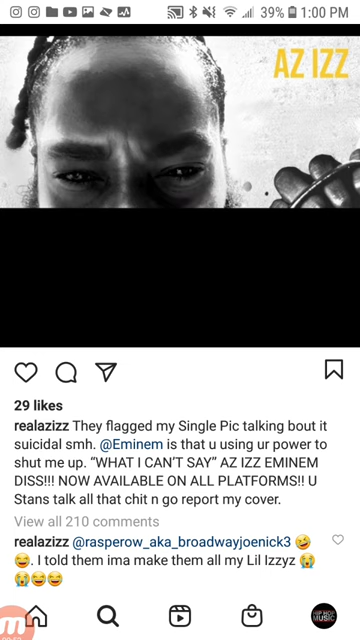 39% 1:00 PM
AZ IZZ
29 likes
realazizz They flagged my Single Pic talking bout it
suicidal smh. @Eminem is that u using ur power to
shut me up. “WHAT I CAN’T SAY” AZ IZZ EMINEM
DISS!!! NOW AVAILABLE ON ALL PLATFORMS!! U
Stans talk all that chit n go report my cover.
View all 210 comments
realazizz @rasperow_aka_broadwayjoenick3 🤣
😅. I told them ima make them all my Lil Izzyz 😭
😭😂😂
HIP HOP
MUSIC